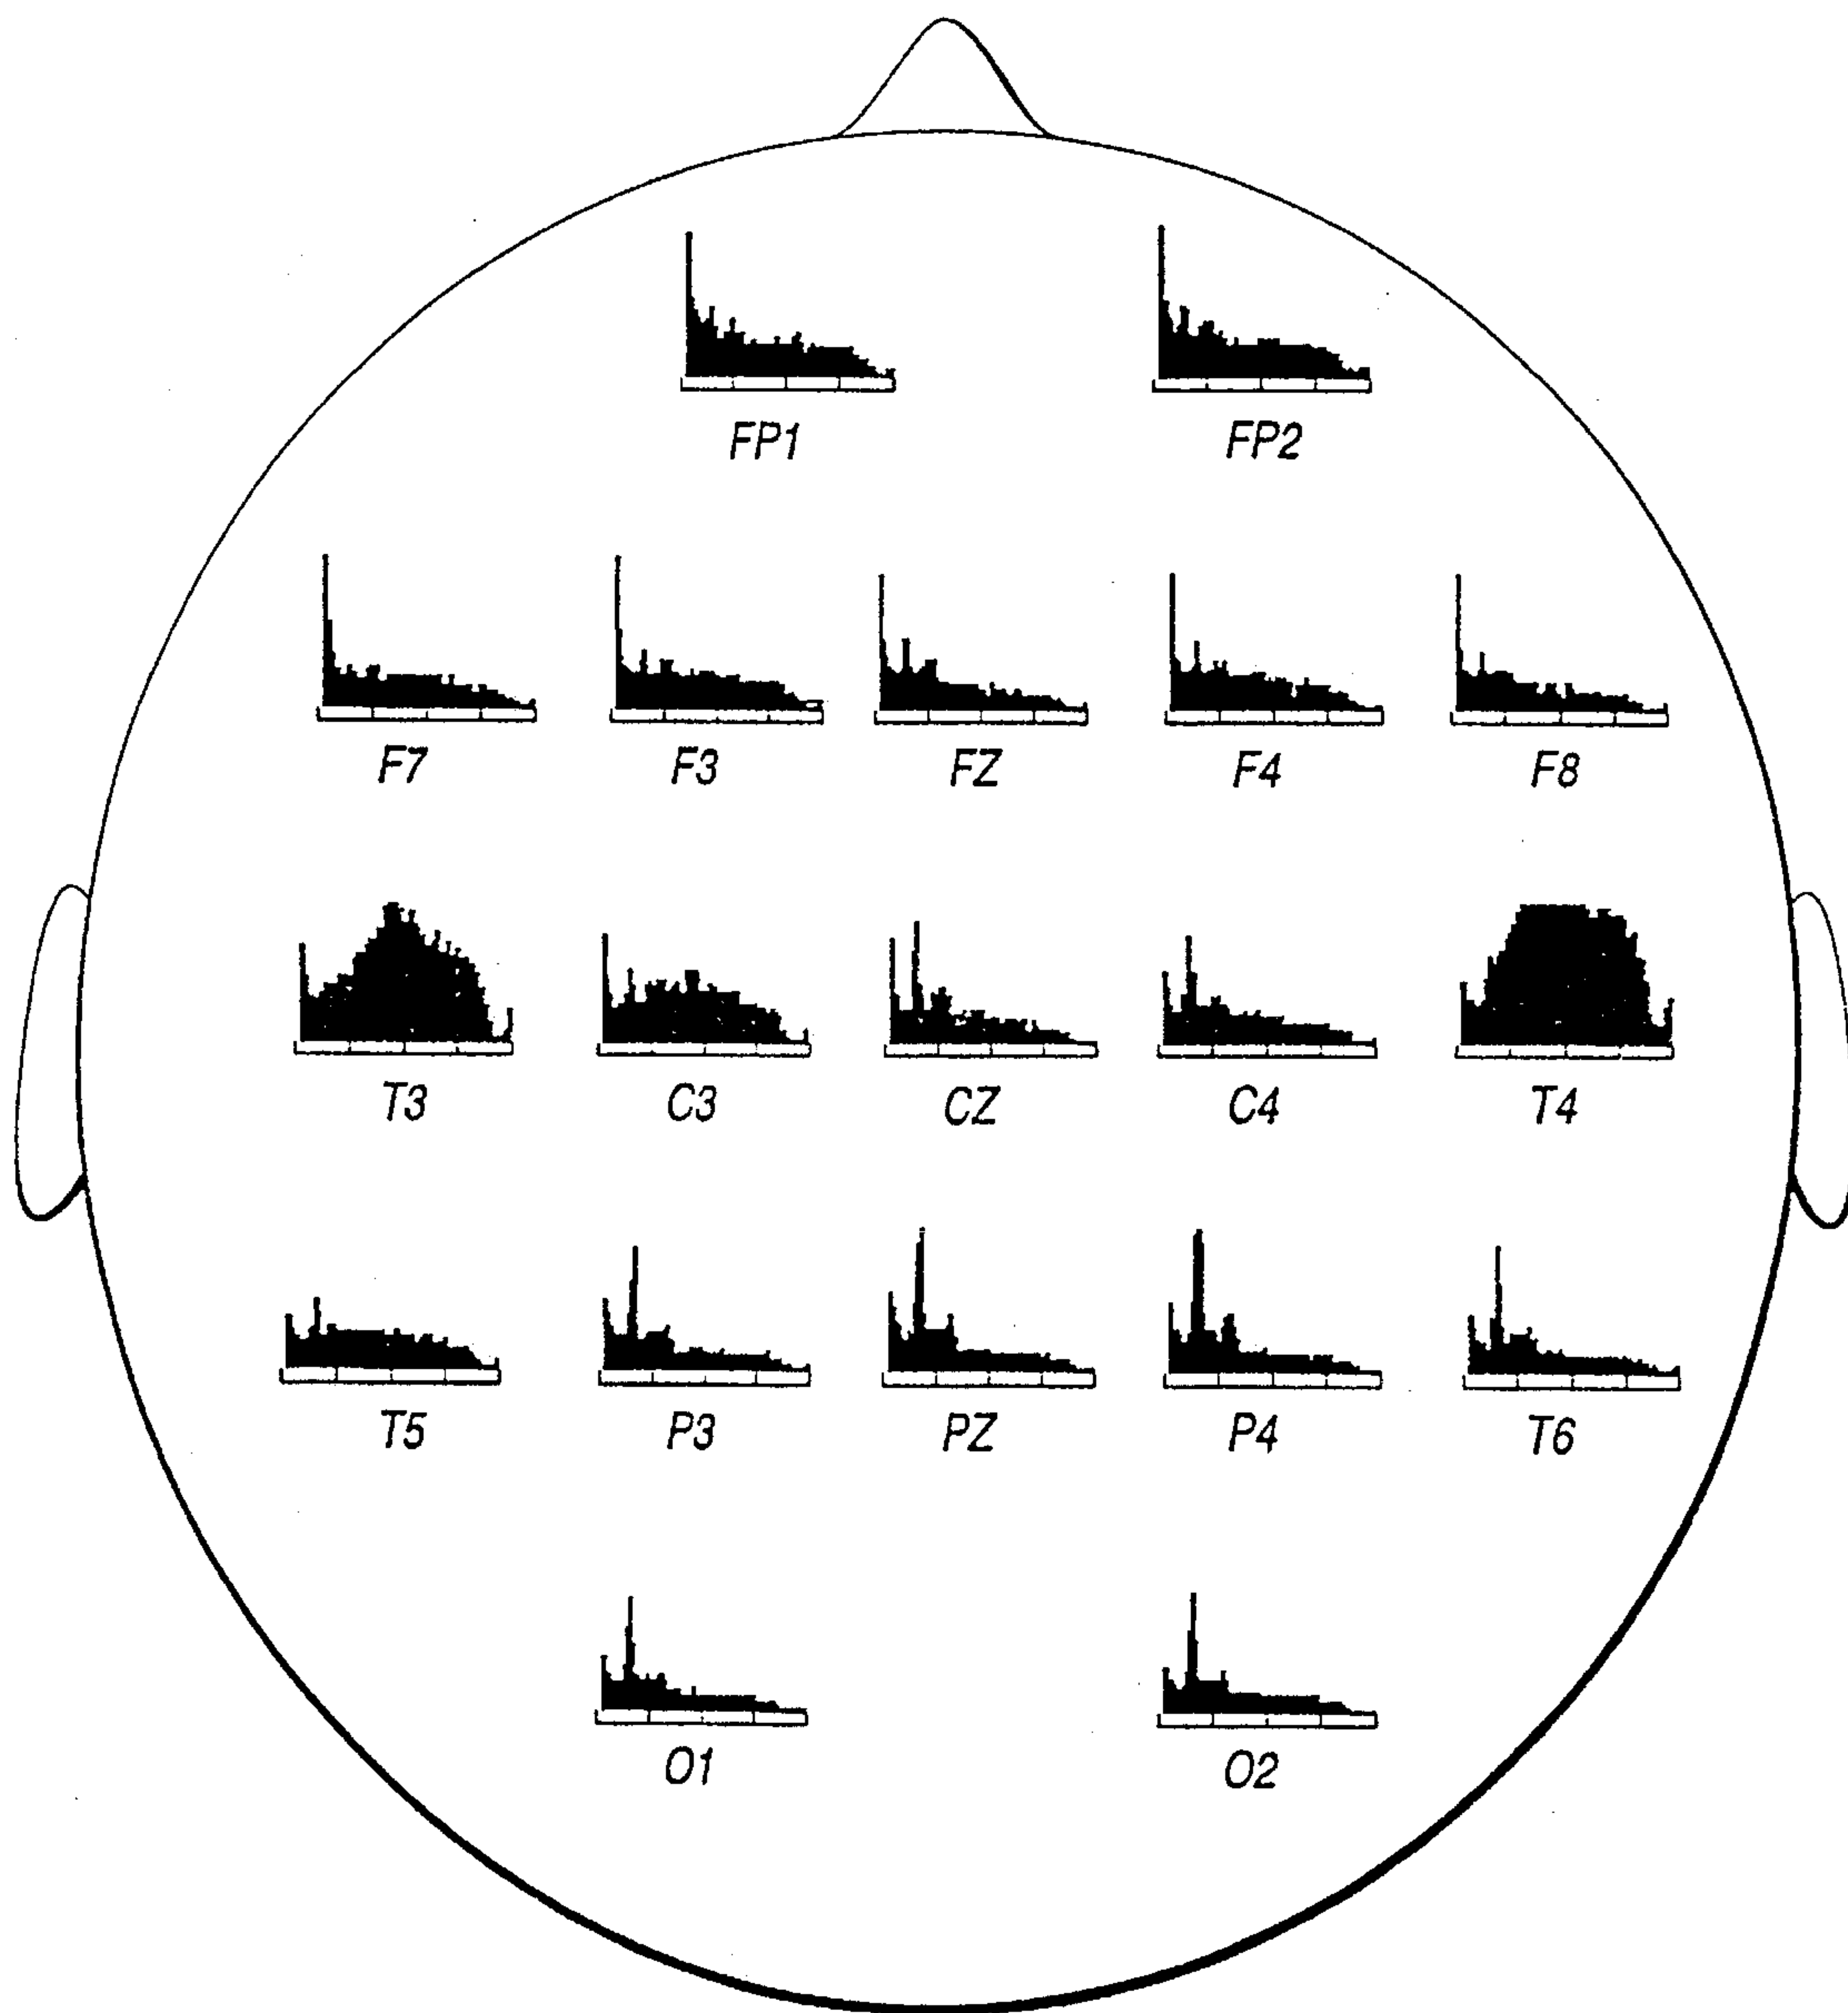 FP1 FP2
F7 F3 FZ F4 F8
T3 C3 CZ C4 T4
T5 P3 PZ P4 T6
O1 O2